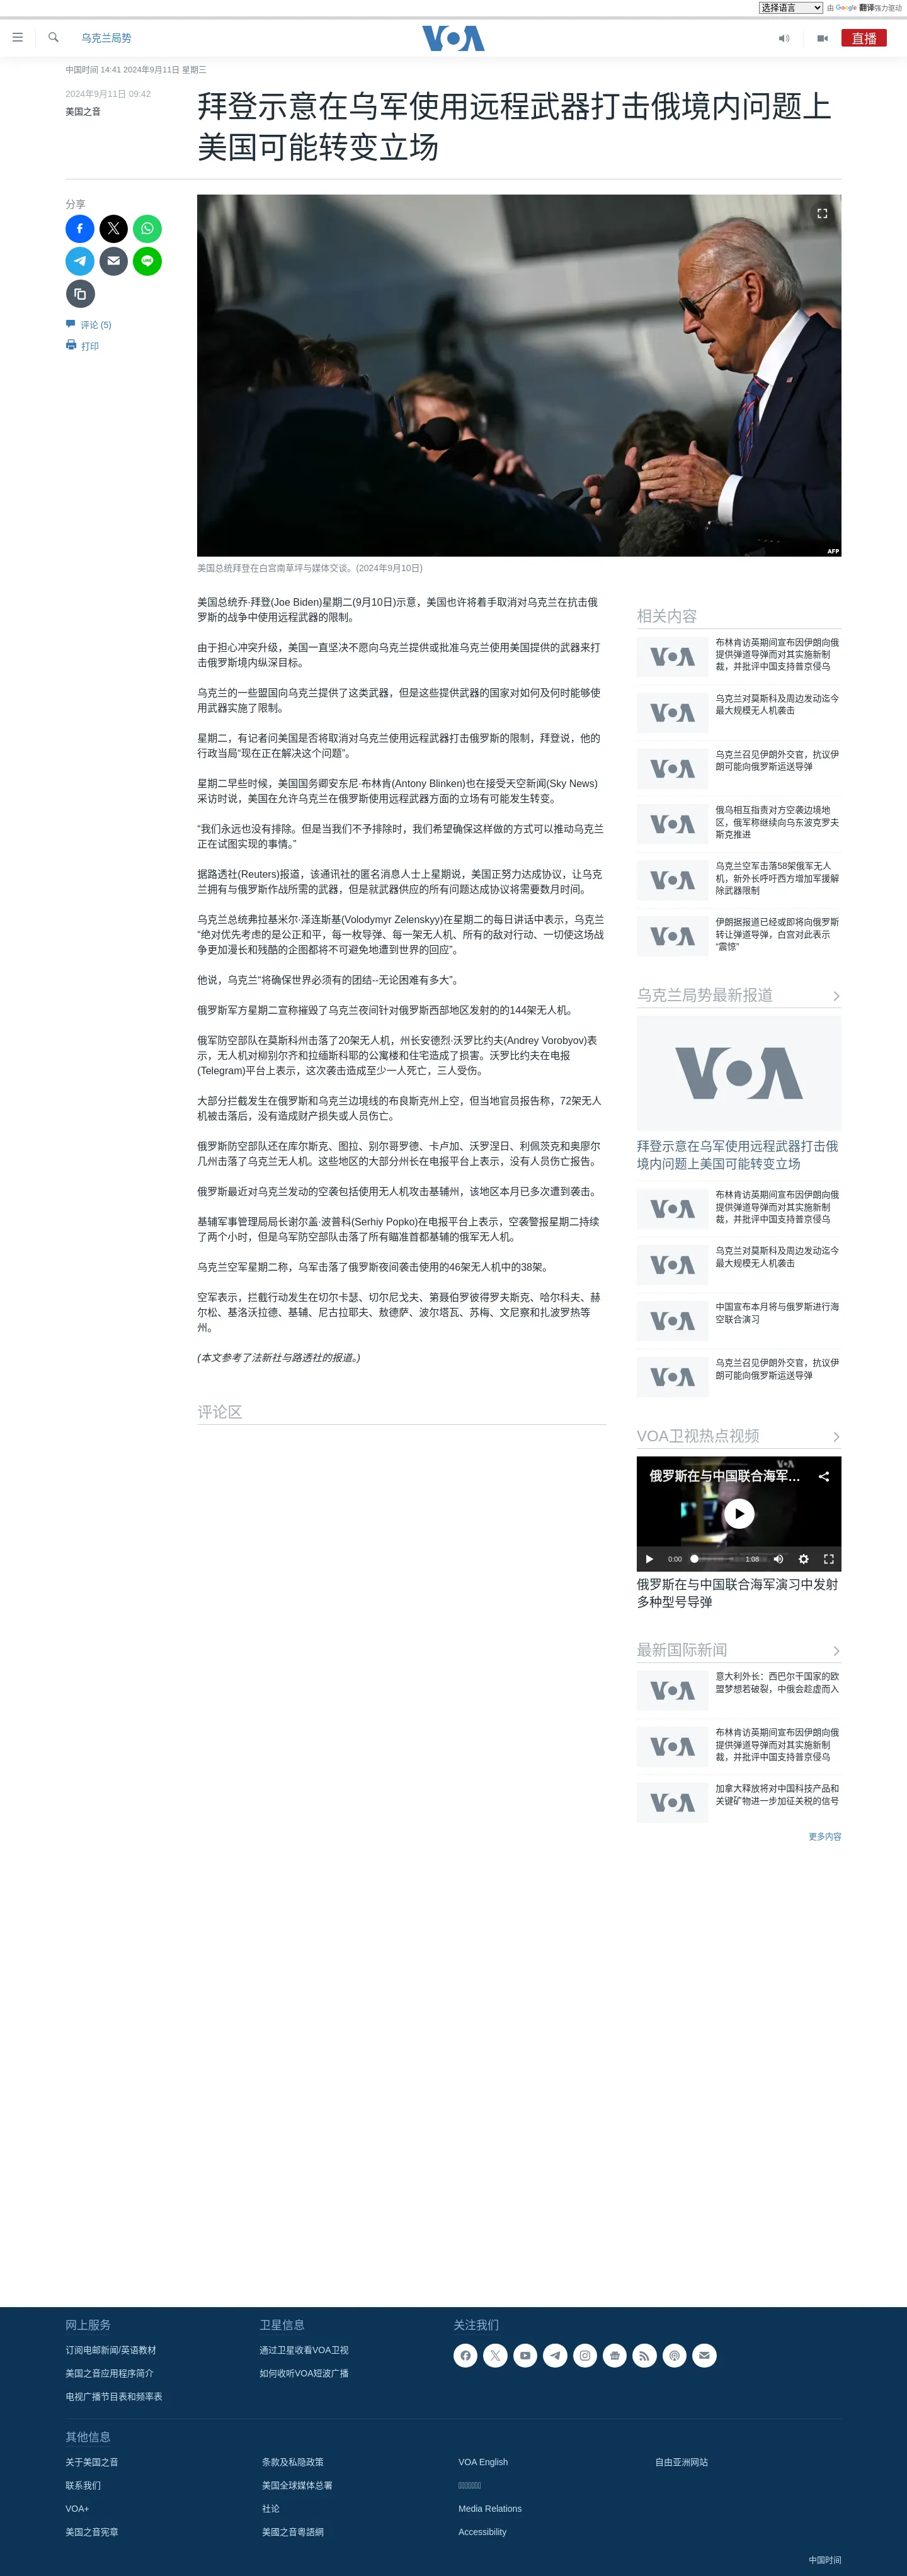 选择语言
由 Google 翻译强力驱动
乌克兰局势
VOA
直播
中国时间 14:41 2024年9月11日 星期三
2024年9月11日 09:42
美国之音
拜登示意在乌军使用远程武器打击俄境内问题上
美国可能转变立场
分享
评论 (5)
打印
AFP
美国总统拜登在白宫南草坪与媒体交谈。(2024年9月10日)
美国总统乔·拜登(Joe Biden)星期二(9月10日)示意，美国也许将着手取消对乌克兰在抗击俄
罗斯的战争中使用远程武器的限制。
由于担心冲突升级，美国一直坚决不愿向乌克兰提供或批准乌克兰使用美国提供的武器来打
击俄罗斯境内纵深目标。
乌克兰的一些盟国向乌克兰提供了这类武器，但是这些提供武器的国家对如何及何时能够使
用武器实施了限制。
星期二，有记者问美国是否将取消对乌克兰使用远程武器打击俄罗斯的限制，拜登说，他的
行政当局“现在正在解决这个问题”。
星期二早些时候，美国国务卿安东尼·布林肯(Antony Blinken)也在接受天空新闻(Sky News)
采访时说，美国在允许乌克兰在俄罗斯使用远程武器方面的立场有可能发生转变。
“我们永远也没有排除。但是当我们不予排除时，我们希望确保这样做的方式可以推动乌克兰
正在试图实现的事情。”
据路透社(Reuters)报道，该通讯社的匿名消息人士上星期说，美国正努力达成协议，让乌克
兰拥有与俄罗斯作战所需的武器，但是就武器供应的所有问题达成协议将需要数月时间。
乌克兰总统弗拉基米尔·泽连斯基(Volodymyr Zelenskyy)在星期二的每日讲话中表示，乌克兰
“绝对优先考虑的是公正和平，每一枚导弹、每一架无人机、所有的敌对行动、一切使这场战
争更加漫长和残酷的企图都将不可避免地遭到世界的回应”。
他说，乌克兰“将确保世界必须有的团结--无论困难有多大”。
俄罗斯军方星期二宣称摧毁了乌克兰夜间针对俄罗斯西部地区发射的的144架无人机。
俄军防空部队在莫斯科州击落了20架无人机，州长安德烈·沃罗比约夫(Andrey Vorobyov)表
示，无人机对柳别尔齐和拉缅斯科耶的公寓楼和住宅造成了损害。沃罗比约夫在电报
(Telegram)平台上表示，这次袭击造成至少一人死亡，三人受伤。
大部分拦截发生在俄罗斯和乌克兰边境线的布良斯克州上空，但当地官员报告称，72架无人
机被击落后，没有造成财产损失或人员伤亡。
俄罗斯防空部队还在库尔斯克、图拉、别尔哥罗德、卡卢加、沃罗涅日、利佩茨克和奥廖尔
几州击落了乌克兰无人机。这些地区的大部分州长在电报平台上表示，没有人员伤亡报告。
俄罗斯最近对乌克兰发动的空袭包括使用无人机攻击基辅州，该地区本月已多次遭到袭击。
基辅军事管理局局长谢尔盖·波普科(Serhiy Popko)在电报平台上表示，空袭警报星期二持续
了两个小时，但是乌军防空部队击落了所有瞄准首都基辅的俄军无人机。
乌克兰空军星期二称，乌军击落了俄罗斯夜间袭击使用的46架无人机中的38架。
空军表示，拦截行动发生在切尔卡瑟、切尔尼戈夫、第聂伯罗彼得罗夫斯克、哈尔科夫、赫
尔松、基洛沃拉德、基辅、尼古拉耶夫、敖德萨、波尔塔瓦、苏梅、文尼察和扎波罗热等
州。
(本文参考了法新社与路透社的报道。)
评论区
相关内容
布林肯访英期间宣布因伊朗向俄
提供弹道导弹而对其实施新制
裁，并批评中国支持普京侵乌
乌克兰对莫斯科及周边发动迄今
最大规模无人机袭击
乌克兰召见伊朗外交官，抗议伊
朗可能向俄罗斯运送导弹
俄乌相互指责对方空袭边境地
区，俄军称继续向乌东波克罗夫
斯克推进
乌克兰空军击落58架俄军无人
机，新外长呼吁西方增加军援解
除武器限制
伊朗据报道已经或即将向俄罗斯
转让弹道导弹，白宫对此表示
“震惊”
乌克兰局势最新报道
VOA
拜登示意在乌军使用远程武器打击俄
境内问题上美国可能转变立场
布林肯访英期间宣布因伊朗向俄
提供弹道导弹而对其实施新制
裁，并批评中国支持普京侵乌
乌克兰对莫斯科及周边发动迄今
最大规模无人机袭击
中国宣布本月将与俄罗斯进行海
空联合演习
乌克兰召见伊朗外交官，抗议伊
朗可能向俄罗斯运送导弹
VOA卫视热点视频
俄罗斯在与中国联合海军...
0:00
1:08
俄罗斯在与中国联合海军演习中发射
多种型号导弹
最新国际新闻
意大利外长：西巴尔干国家的欧
盟梦想若破裂，中俄会趁虚而入
布林肯访英期间宣布因伊朗向俄
提供弹道导弹而对其实施新制
裁，并批评中国支持普京侵乌
加拿大释放将对中国科技产品和
关键矿物进一步加征关税的信号
更多内容
网上服务
订阅电邮新闻/英语教材
美国之音应用程序简介
电视广播节目表和频率表
卫星信息
通过卫星收看VOA卫视
如何收听VOA短波广播
关注我们
其他信息
关于美国之音
条款及私隐政策
VOA English
自由亚洲网站
联系我们
美国全球媒体总署
VOA+
社论
Media Relations
美国之音宪章
美國之音粵語網
Accessibility
中国时间